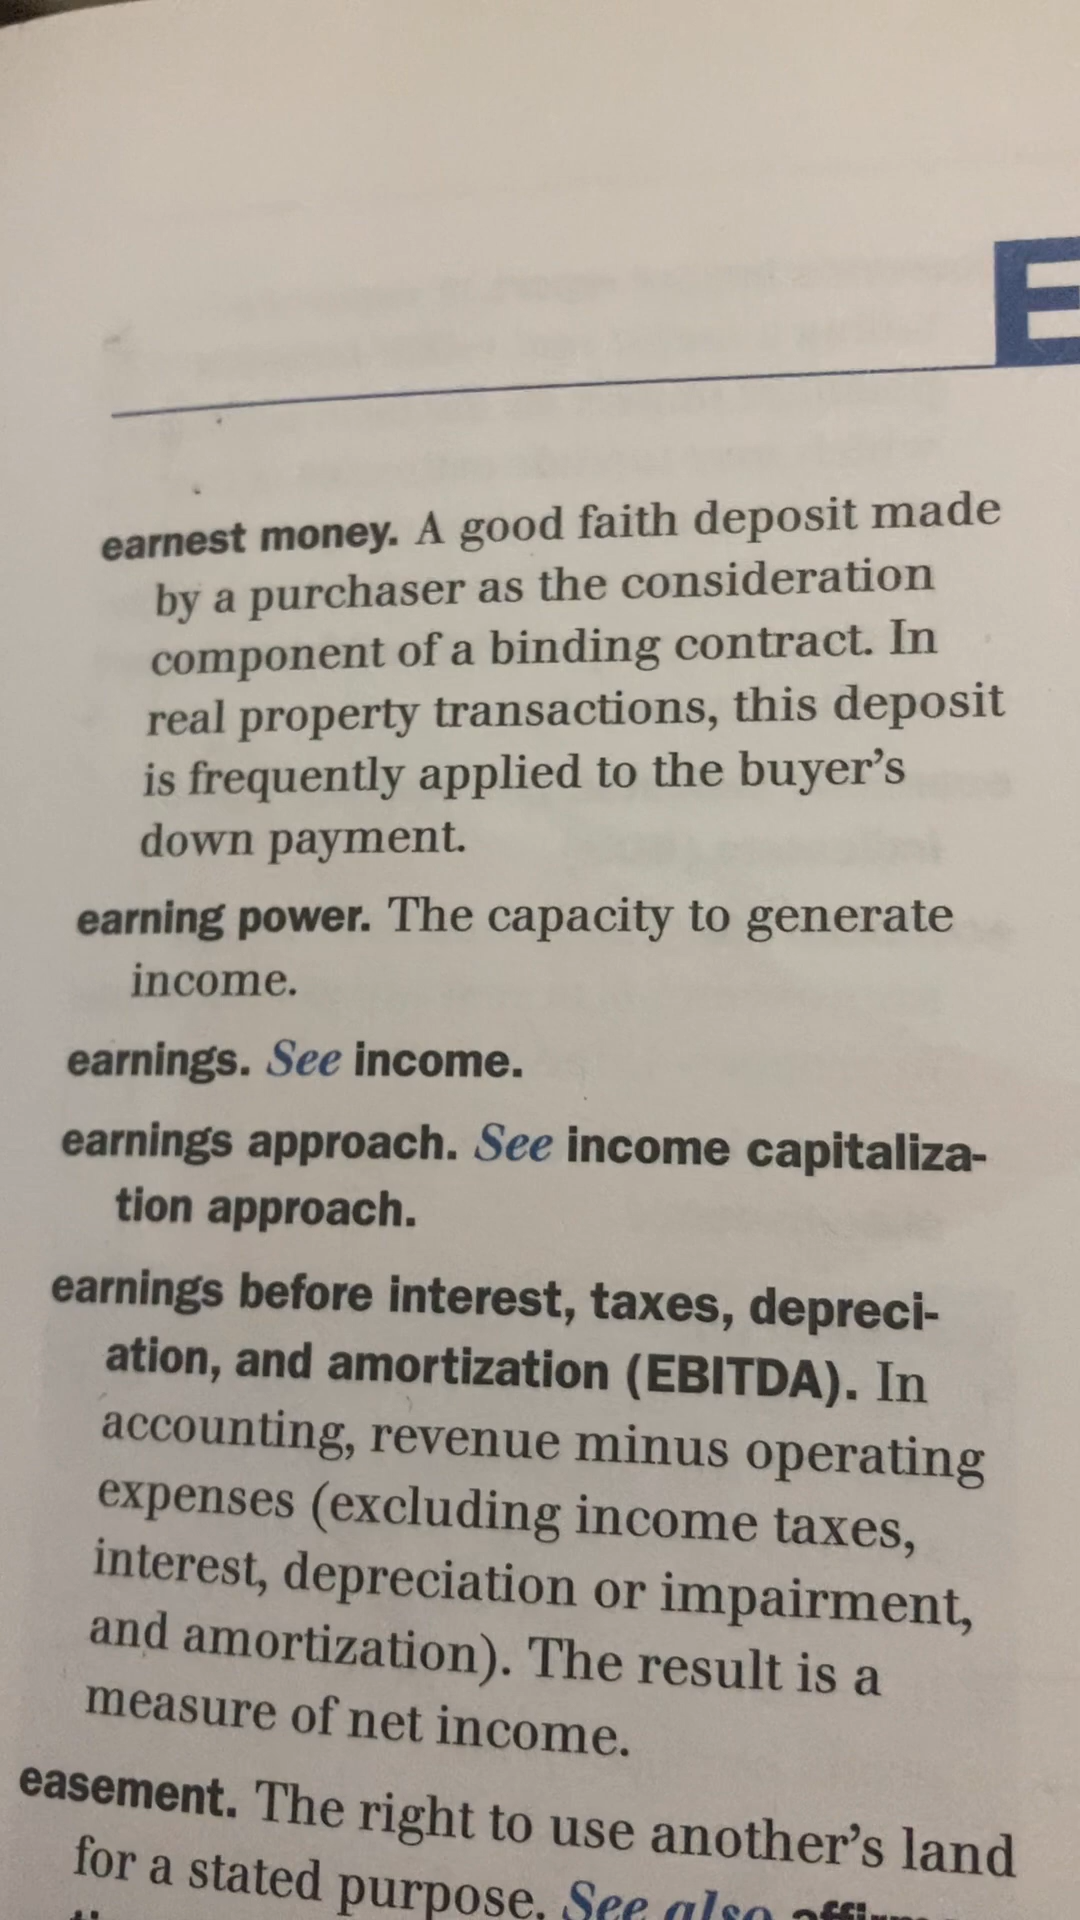 E
earnest money. A good faith deposit made
by a purchaser as the consideration
component of a binding contract. In
real property transactions, this deposit
is frequently applied to the buyer’s
down payment.
earning power. The capacity to generate
income.
earnings. See income.
earnings approach. See income capitaliza-
tion approach.
earnings before interest, taxes, depreci-
ation, and amortization (EBITDA). In
accounting, revenue minus operating
expenses (excluding income taxes,
interest, depreciation or impairment,
and amortization). The result is a
measure of net income.
easement. The right to use another’s land
for a stated purpose. See also